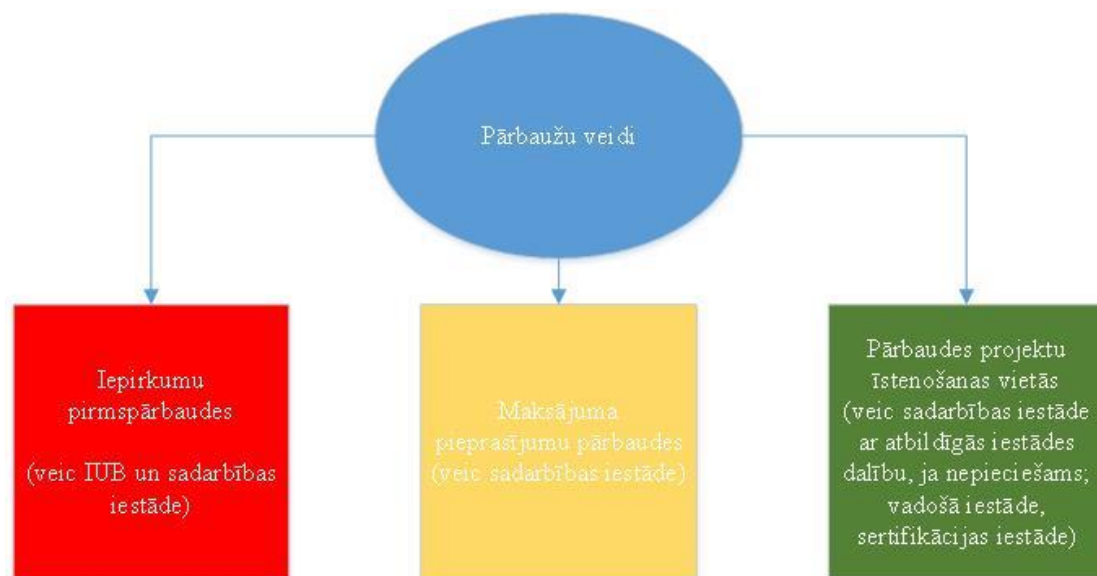 Pārbaužu veidi
Iepirkumu
pirmspārbaudes
(veic IUB un sadarbības
iestāde)
Maksājuma
pieprasījumu pārbaudes
(veic sadarbības iestāde)
Pārbaudes projektu
īstenošanas vietās
(veic sadarbības iestāde
ar atbildīgās iestādes
dalību, ja nepieciešams;
vadošā iestāde,
sertifikācijas iestāde)